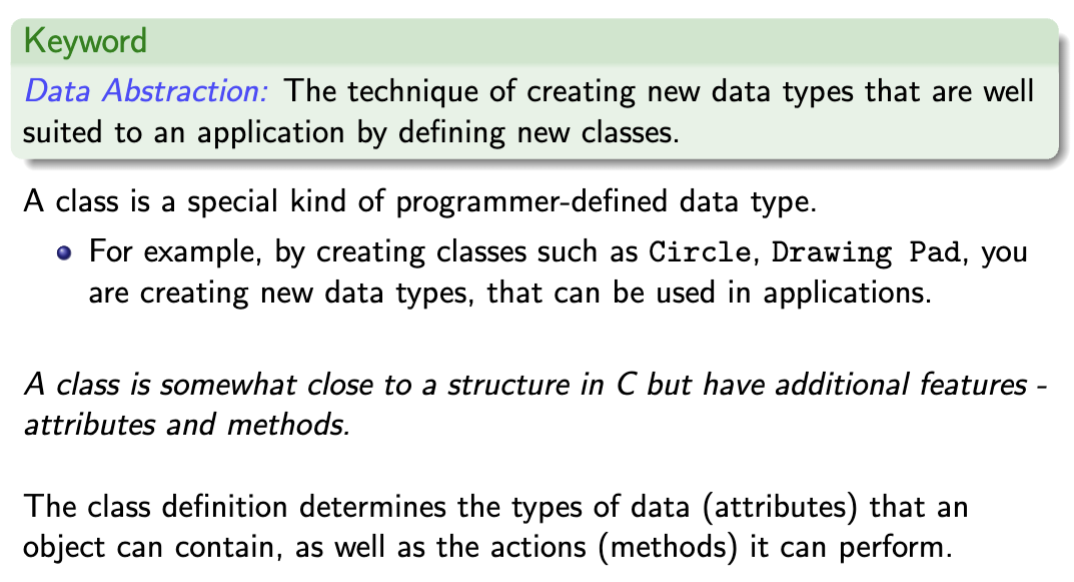 Keyword
Data Abstraction: The technique of creating new data types that are well
suited to an application by defining new classes.
A class is a special kind of programmer-defined data type.
For example, by creating classes such as Circle, Drawing Pad, you
are creating new data types, that can be used in applications.
A class is somewhat close to a structure in C but have additional features -
attributes and methods.
The class definition determines the types of data (attributes) that an
object can contain, as well as the actions (methods) it can perform.